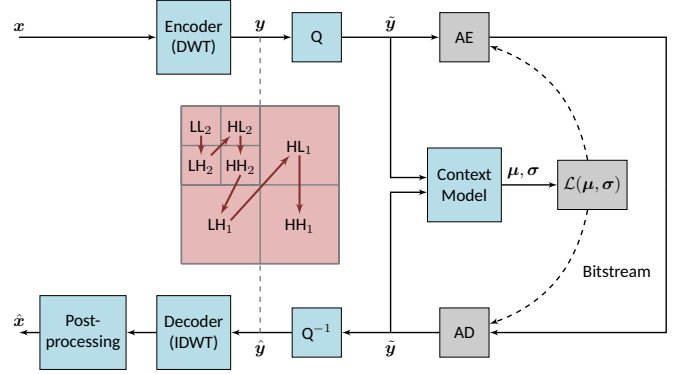 x
Encoder
(DWT)
y
Q
ỹ
AE
LL₂
HL₂
LH₂
HH₂
HL₁
LH₁
HH₁
Context
Model
μ, σ
ℒ(μ, σ)
Bitstream
x̂
Post-
processing
Decoder
(IDWT)
ŷ
Q⁻¹
ỹ
AD